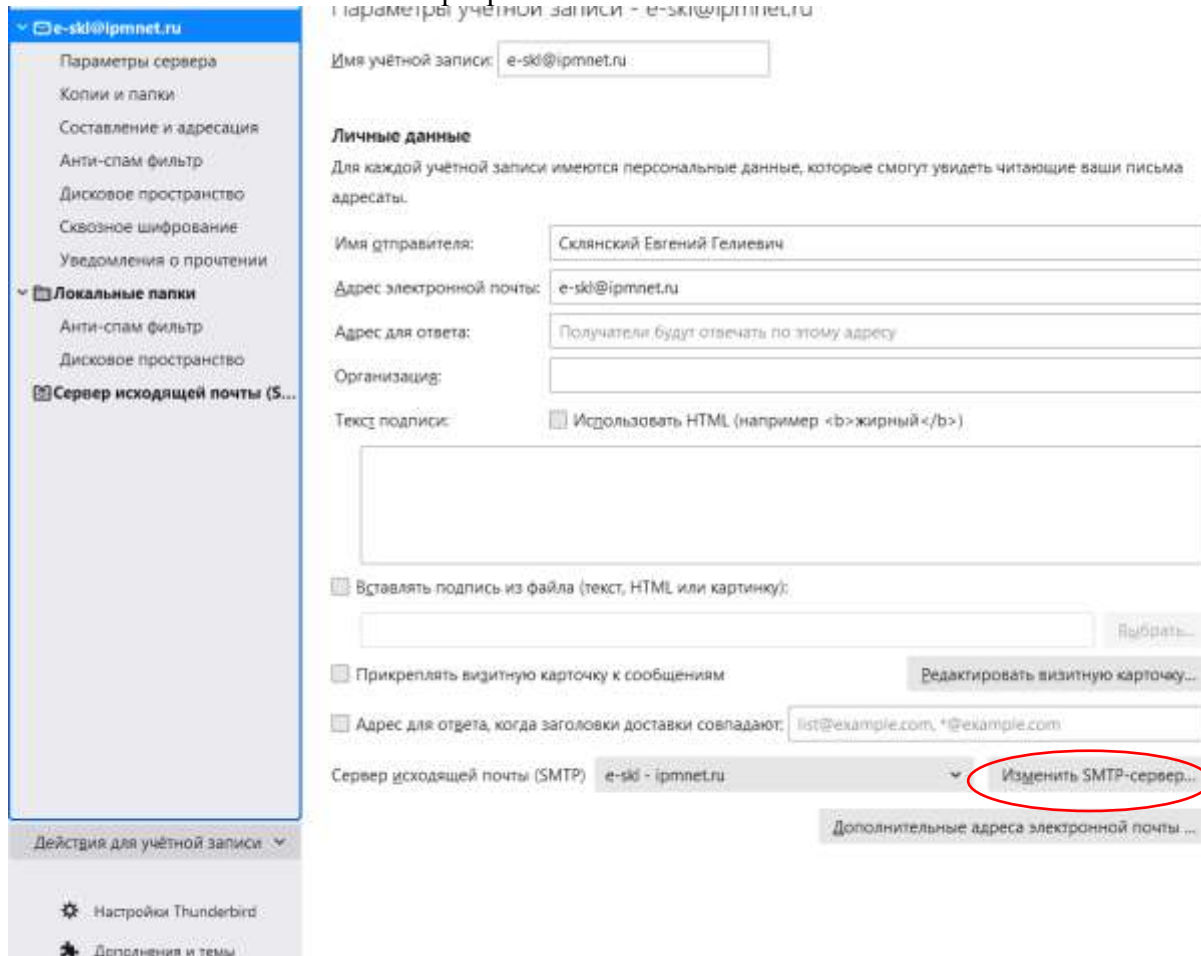 Параметры учётной записи - e-skl@ipmnet.ru
e-skl@ipmnet.ru
Параметры сервера
Копии и папки
Составление и адресация
Анти-спам фильтр
Дисковое пространство
Сквозное шифрование
Уведомления о прочтении
Локальные папки
Анти-спам фильтр
Дисковое пространство
Сервер исходящей почты (S...
Действия для учётной записи
Настройки Thunderbird
Дополнения и темы
Имя учётной записи: e-skl@ipmnet.ru
Личные данные
Для каждой учётной записи имеются персональные данные, которые смогут увидеть читающие ваши письма
адресаты.
Имя отправителя: Склянский Евгений Гелиевич
Адрес электронной почты: e-skl@ipmnet.ru
Адрес для ответа: Получатели будут отвечать по этому адресу
Организация:
Текст подписи: Использовать HTML (например <b>жирный</b>)
Вставлять подпись из файла (текст, HTML или картинку):
Выбрать...
Прикреплять визитную карточку к сообщениям Редактировать визитную карточку...
Адрес для ответа, когда заголовки доставки совпадают: list@example.com, *@example.com
Сервер исходящей почты (SMTP) e-skl - ipmnet.ru Изменить SMTP-сервер...
Дополнительные адреса электронной почты ...